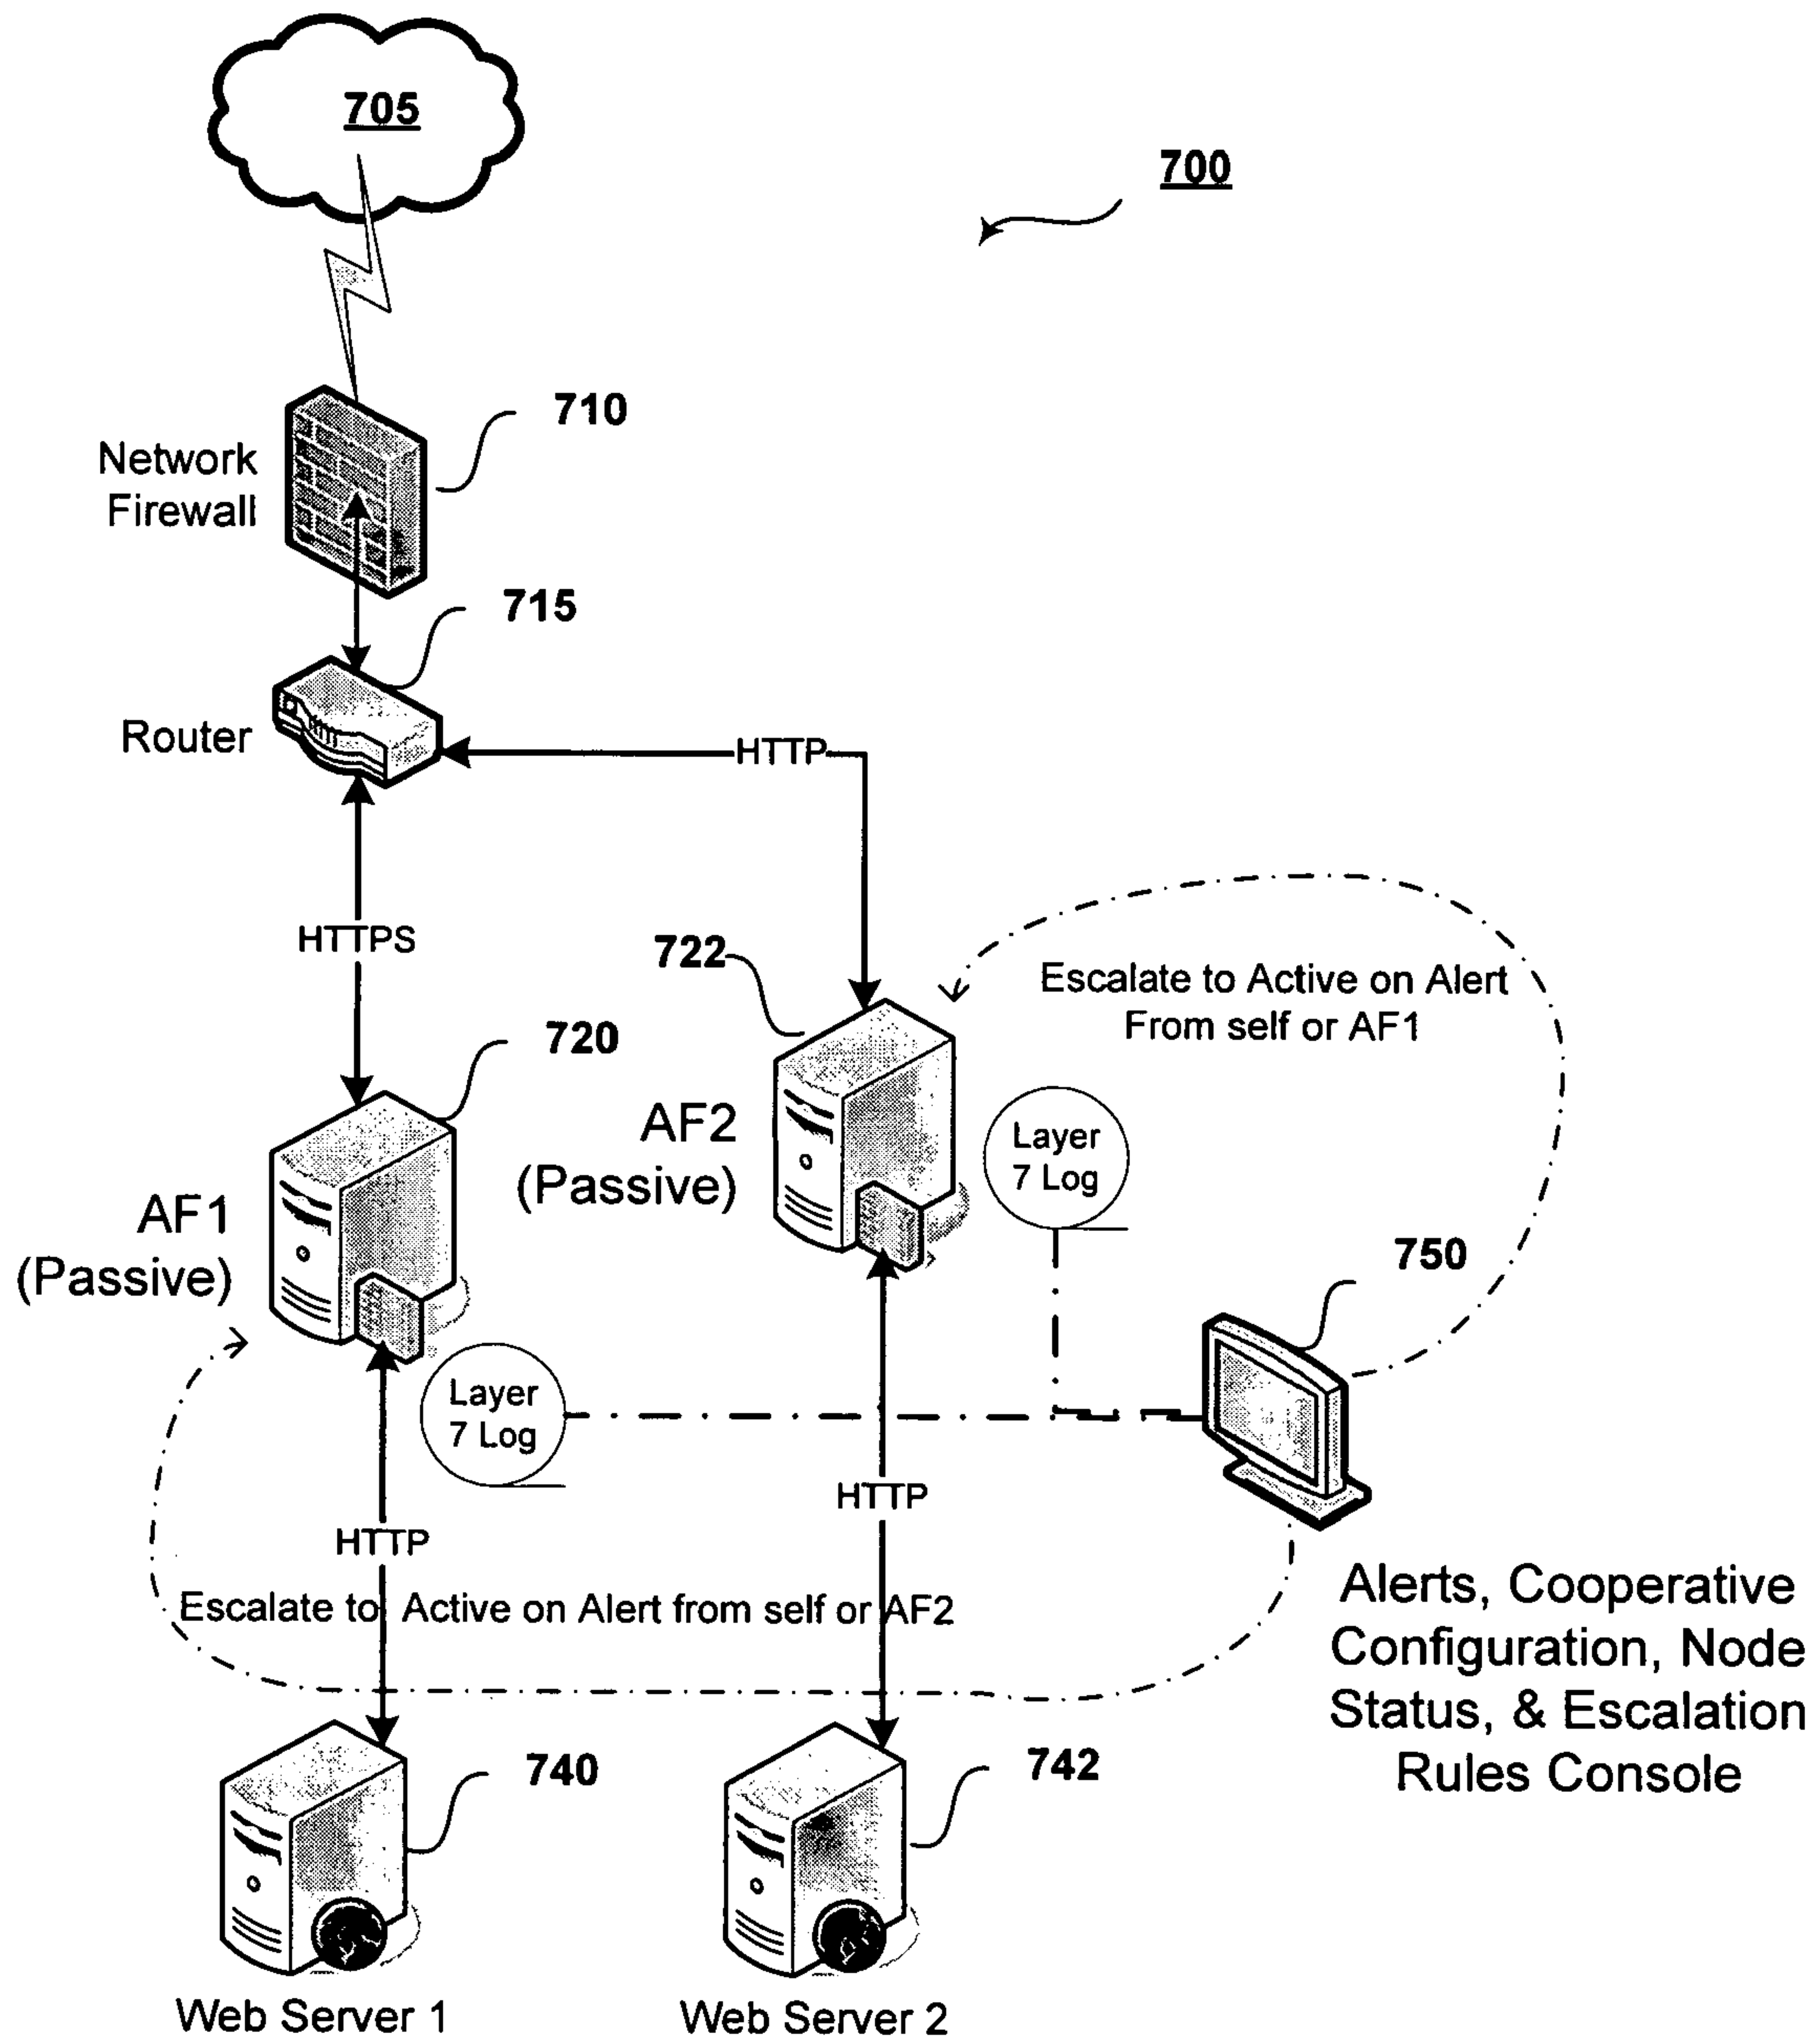 705
700
710
Network
Firewall
715
Router
HTTP
HTTPS
722
Escalate to Active on Alert
From self or AF1
720
AF2
(Passive)
Layer
7 Log
AF1
(Passive)
750
Layer
7 Log
HTTP
HTTP
Escalate to Active on Alert from self or AF2
Alerts, Cooperative
Configuration, Node
Status, & Escalation
Rules Console
740
742
Web Server 1
Web Server 2